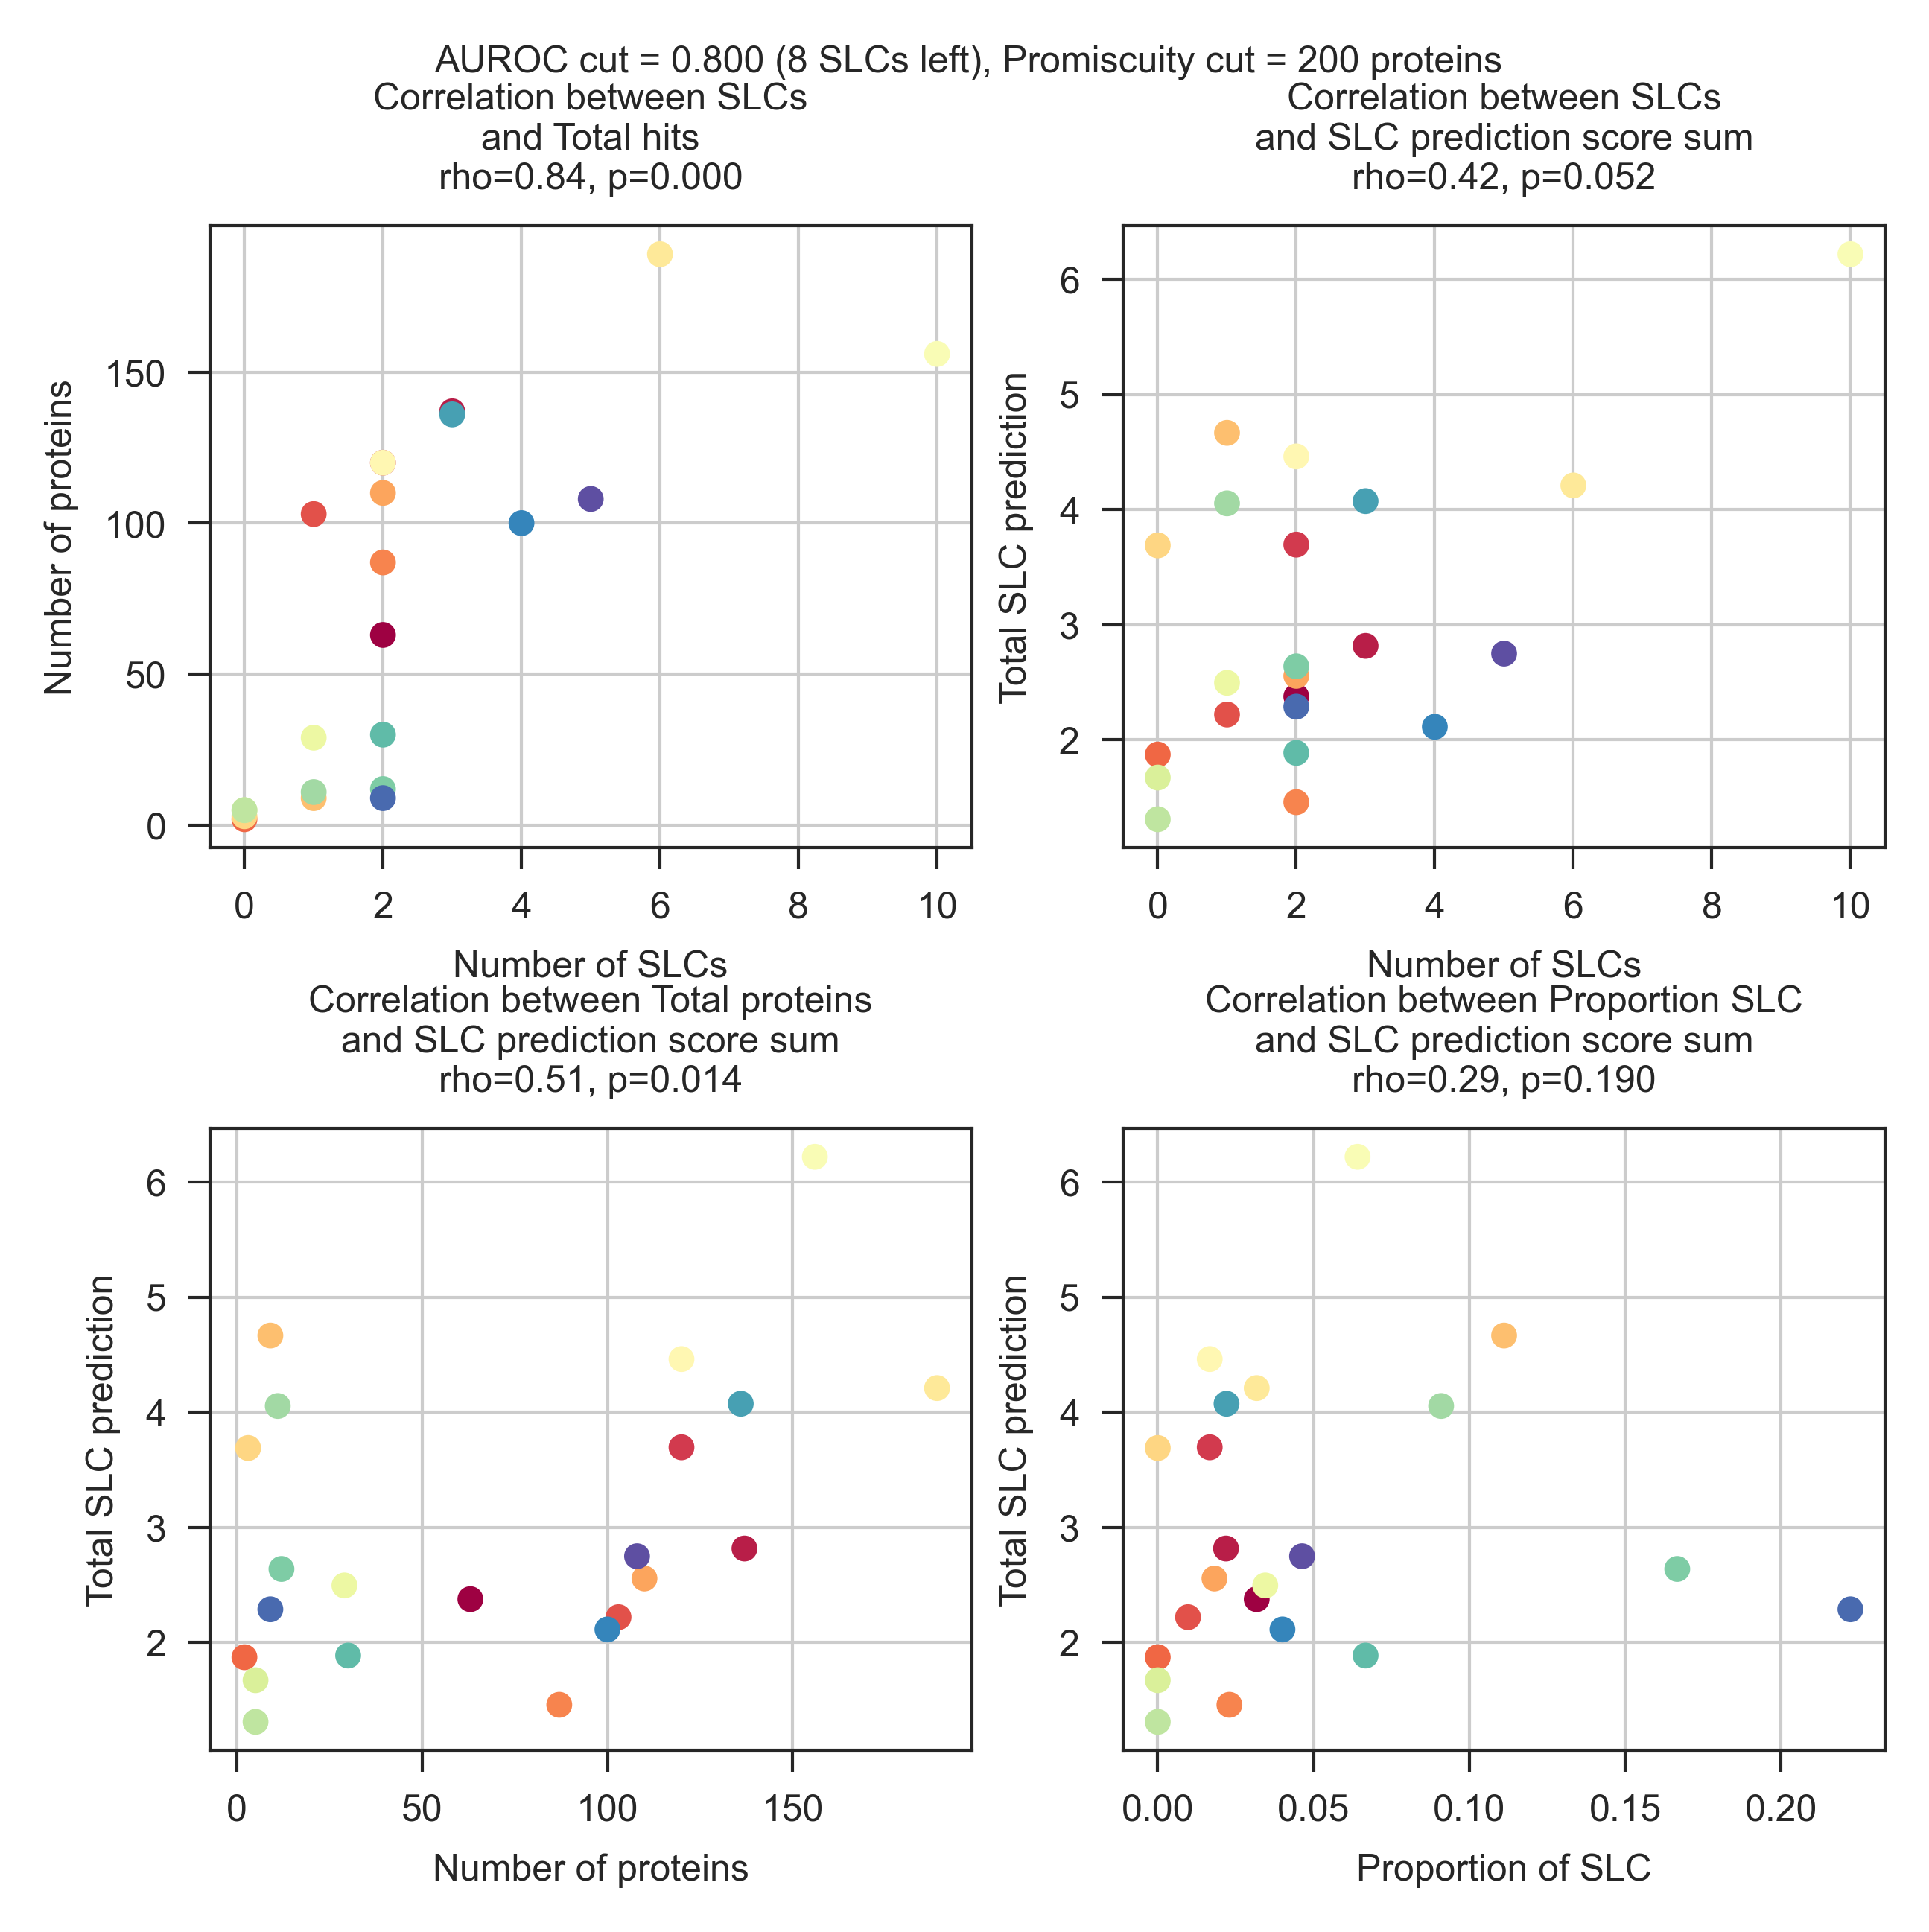 AUROC cut = 0.800 (8 SLCs left), Promiscuity cut = 200 proteins
Correlation between SLCs
and Total hits
rho=0.84, p=0.000
Number of proteins
150
100
50
0
0 2 4 6 8 10
Number of SLCs
Correlation between SLCs
and SLC prediction score sum
rho=0.42, p=0.052
Total SLC prediction
6
5
4
3
2
0 2 4 6 8 10
Number of SLCs
Correlation between Total proteins
and SLC prediction score sum
rho=0.51, p=0.014
Total SLC prediction
6
5
4
3
2
0 50 100 150
Number of proteins
Correlation between Proportion SLC
and SLC prediction score sum
rho=0.29, p=0.190
Total SLC prediction
6
5
4
3
2
0.00 0.05 0.10 0.15 0.20
Proportion of SLC